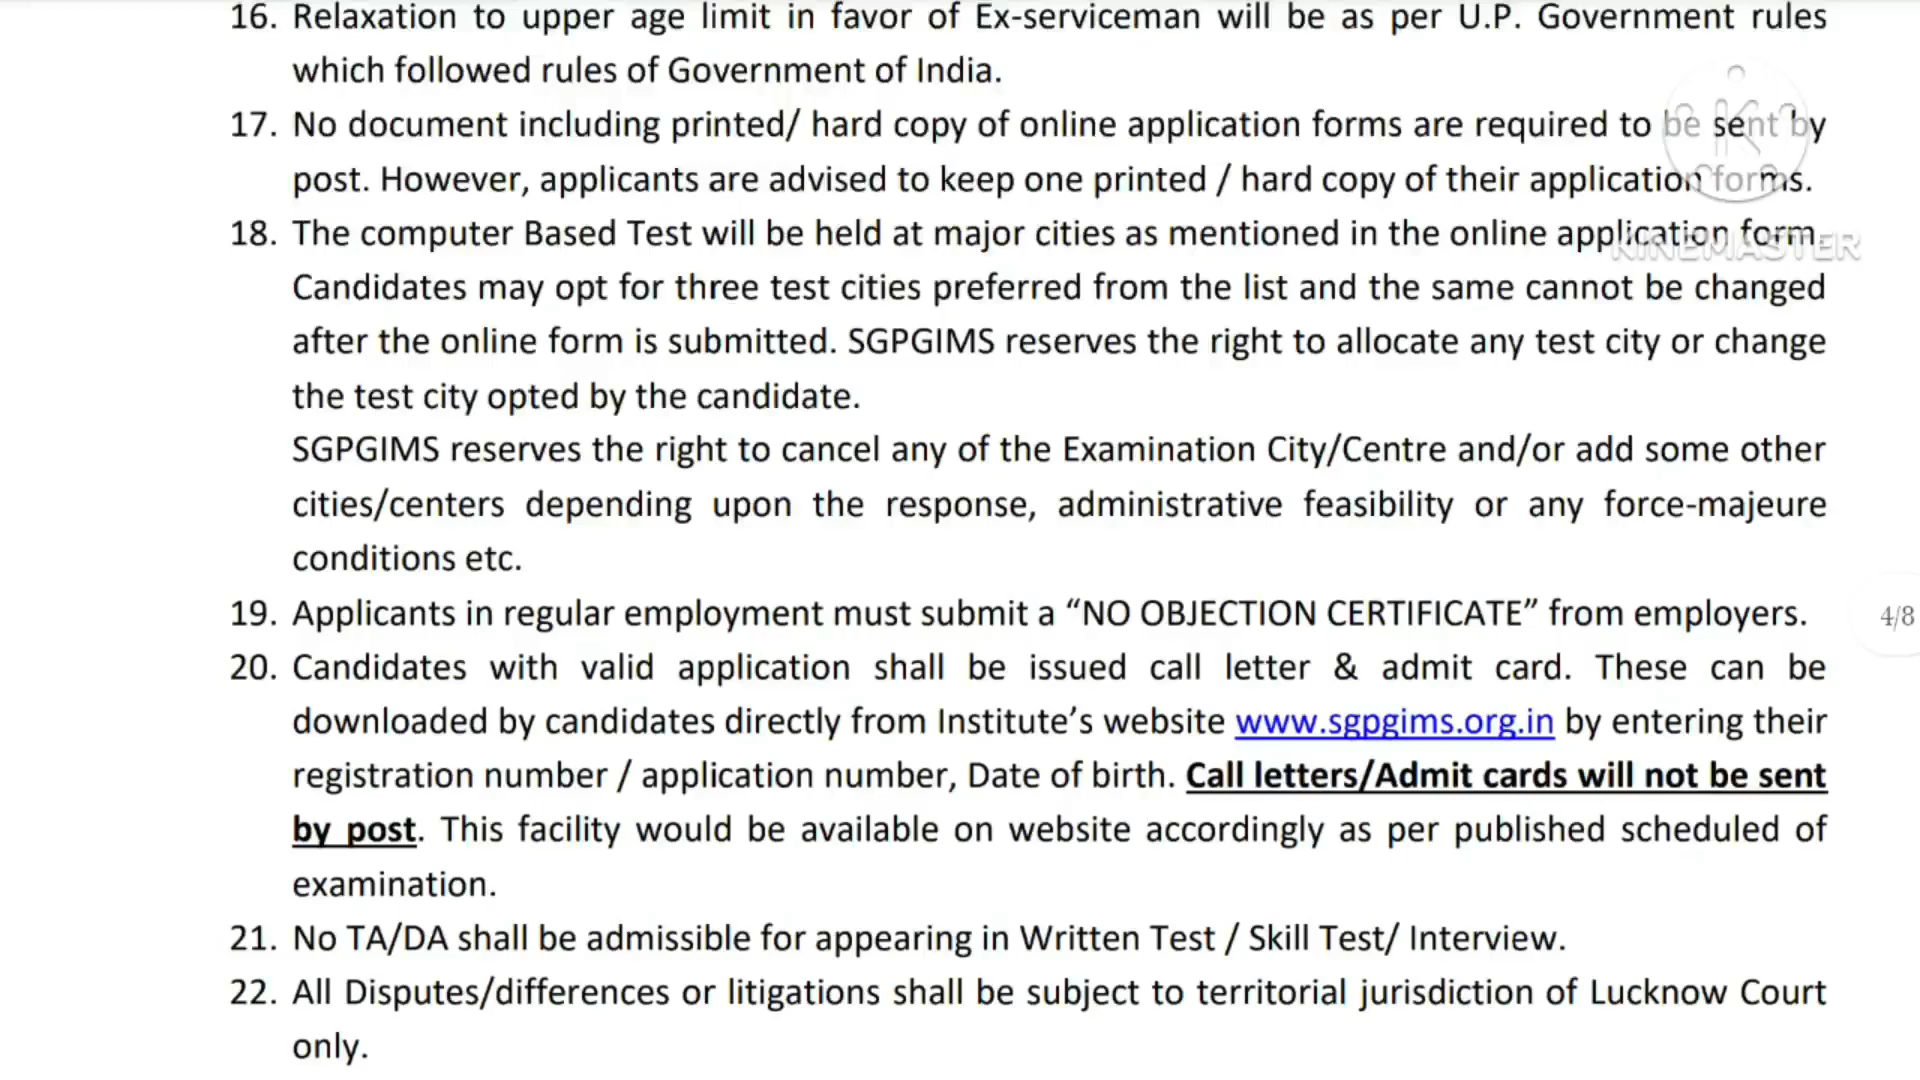 16. Relaxation to upper age limit in favor of Ex-serviceman will be as per U.P. Government rules
which followed rules of Government of India.
17. No document including printed/ hard copy of online application forms are required to be sent by
post. However, applicants are advised to keep one printed / hard copy of their application forms.
18. The computer Based Test will be held at major cities as mentioned in the online application form.
KINEMASTER
Candidates may opt for three test cities preferred from the list and the same cannot be changed
after the online form is submitted. SGPGIMS reserves the right to allocate any test city or change
the test city opted by the candidate.
SGPGIMS reserves the right to cancel any of the Examination City/Centre and/or add some other
cities/centers depending upon the response, administrative feasibility or any force-majeure
conditions etc.
19. Applicants in regular employment must submit a “NO OBJECTION CERTIFICATE” from employers.
4/8
20. Candidates with valid application shall be issued call letter & admit card. These can be
downloaded by candidates directly from Institute’s website www.sgpgims.org.in by entering their
registration number / application number, Date of birth. Call letters/Admit cards will not be sent
by post. This facility would be available on website accordingly as per published scheduled of
examination.
21. No TA/DA shall be admissible for appearing in Written Test / Skill Test/ Interview.
22. All Disputes/differences or litigations shall be subject to territorial jurisdiction of Lucknow Court
only.